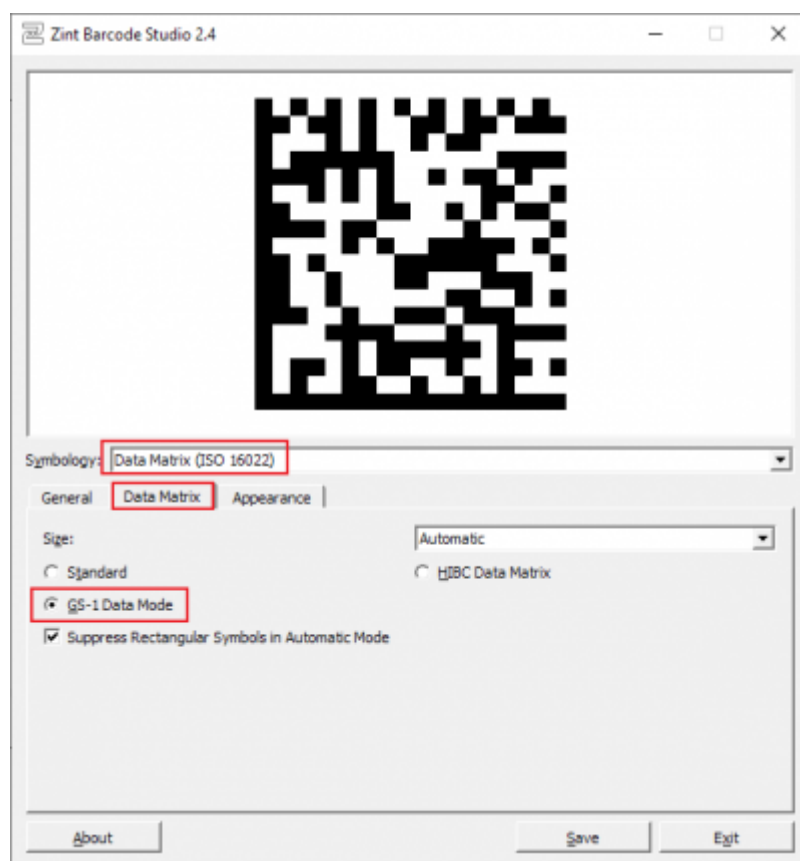 Zint Barcode Studio 2.4
Symbology: Data Matrix (ISO 16022)
General Data Matrix Appearance
Size: Automatic
Standard HIBC Data Matrix
GS-1 Data Mode
Suppress Rectangular Symbols in Automatic Mode
About Save Exit